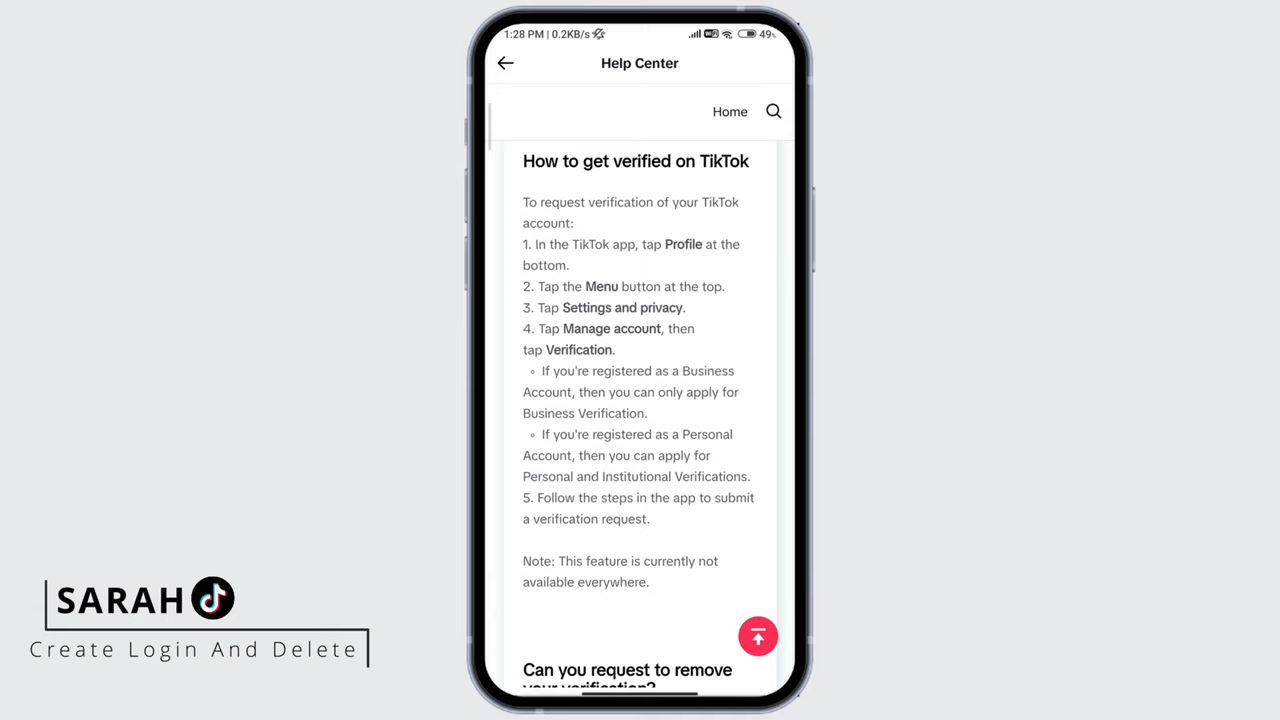 1:28 PM | 0.2KB/s
49%
Help Center
Home
How to get verified on TikTok
To request verification of your TikTok
account:
1. In the TikTok app, tap Profile at the
bottom.
2. Tap the Menu button at the top.
3. Tap Settings and privacy.
4. Tap Manage account, then
tap Verification.
◦ If you're registered as a Business
Account, then you can only apply for
Business Verification.
◦ If you're registered as a Personal
Account, then you can apply for
Personal and Institutional Verifications.
5. Follow the steps in the app to submit
a verification request.
Note: This feature is currently not
available everywhere.
Can you request to remove
your verification?
SARAH
Create Login And Delete